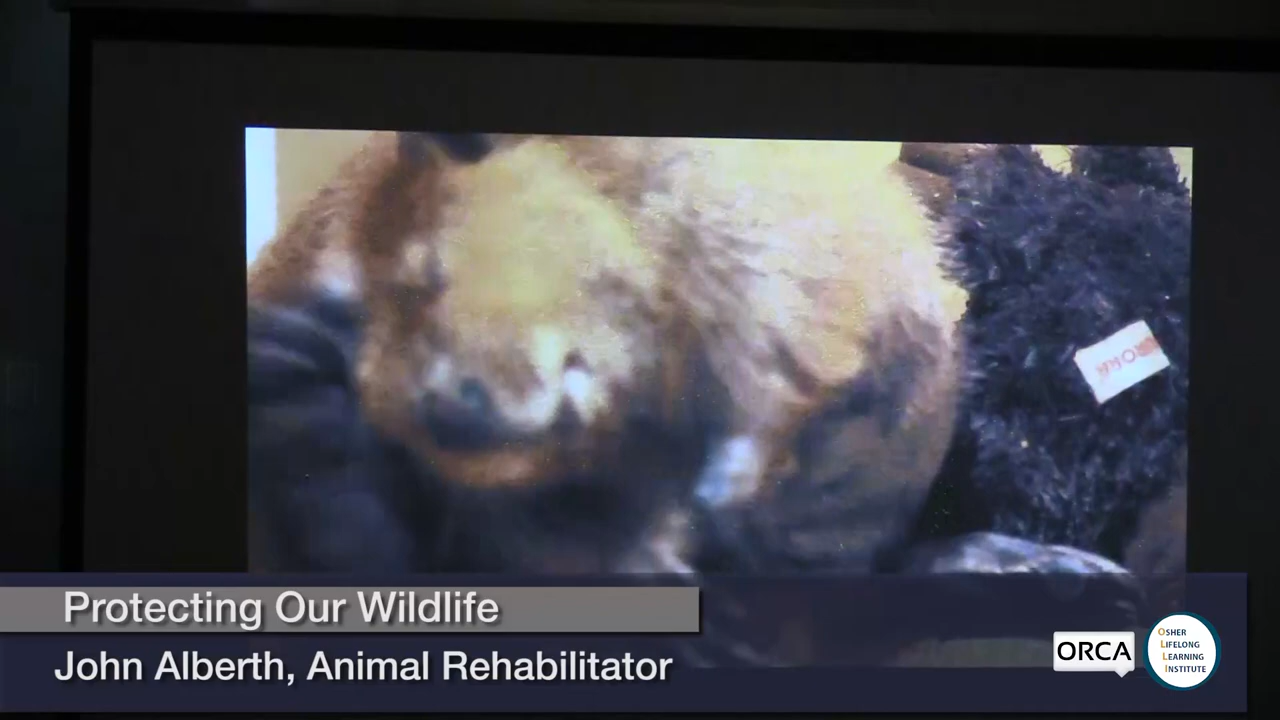 Protecting Our Wildlife
John Alberth, Animal Rehabilitator
ORCA
OSHER
LIFELONG
LEARNING
INSTITUTE